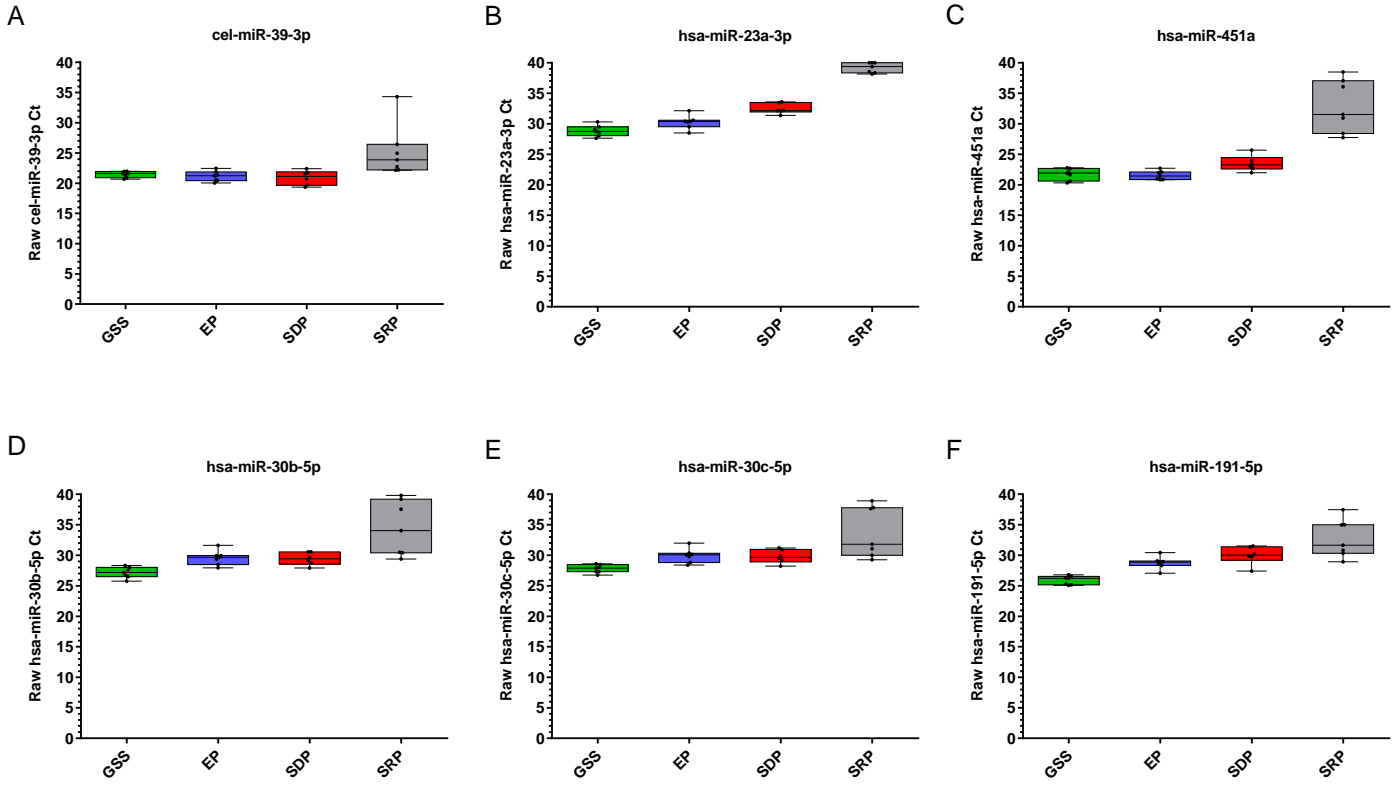 A
cel-miR-39-3p
Raw cel-miR-39-3p Ct
40
35
30
25
20
15
10
5
0
GSS
EP
SDP
SRP
B
hsa-miR-23a-3p
Raw hsa-miR-23a-3p Ct
40
35
30
25
20
15
10
5
0
GSS
EP
SDP
SRP
C
hsa-miR-451a
Raw hsa-miR-451a Ct
40
35
30
25
20
15
10
5
0
GSS
EP
SDP
SRP
D
hsa-miR-30b-5p
Raw hsa-miR-30b-5p Ct
40
35
30
25
20
15
10
5
0
GSS
EP
SDP
SRP
E
hsa-miR-30c-5p
Raw hsa-miR-30c-5p Ct
40
35
30
25
20
15
10
5
0
GSS
EP
SDP
SRP
F
hsa-miR-191-5p
Raw hsa-miR-191-5p Ct
40
35
30
25
20
15
10
5
0
GSS
EP
SDP
SRP